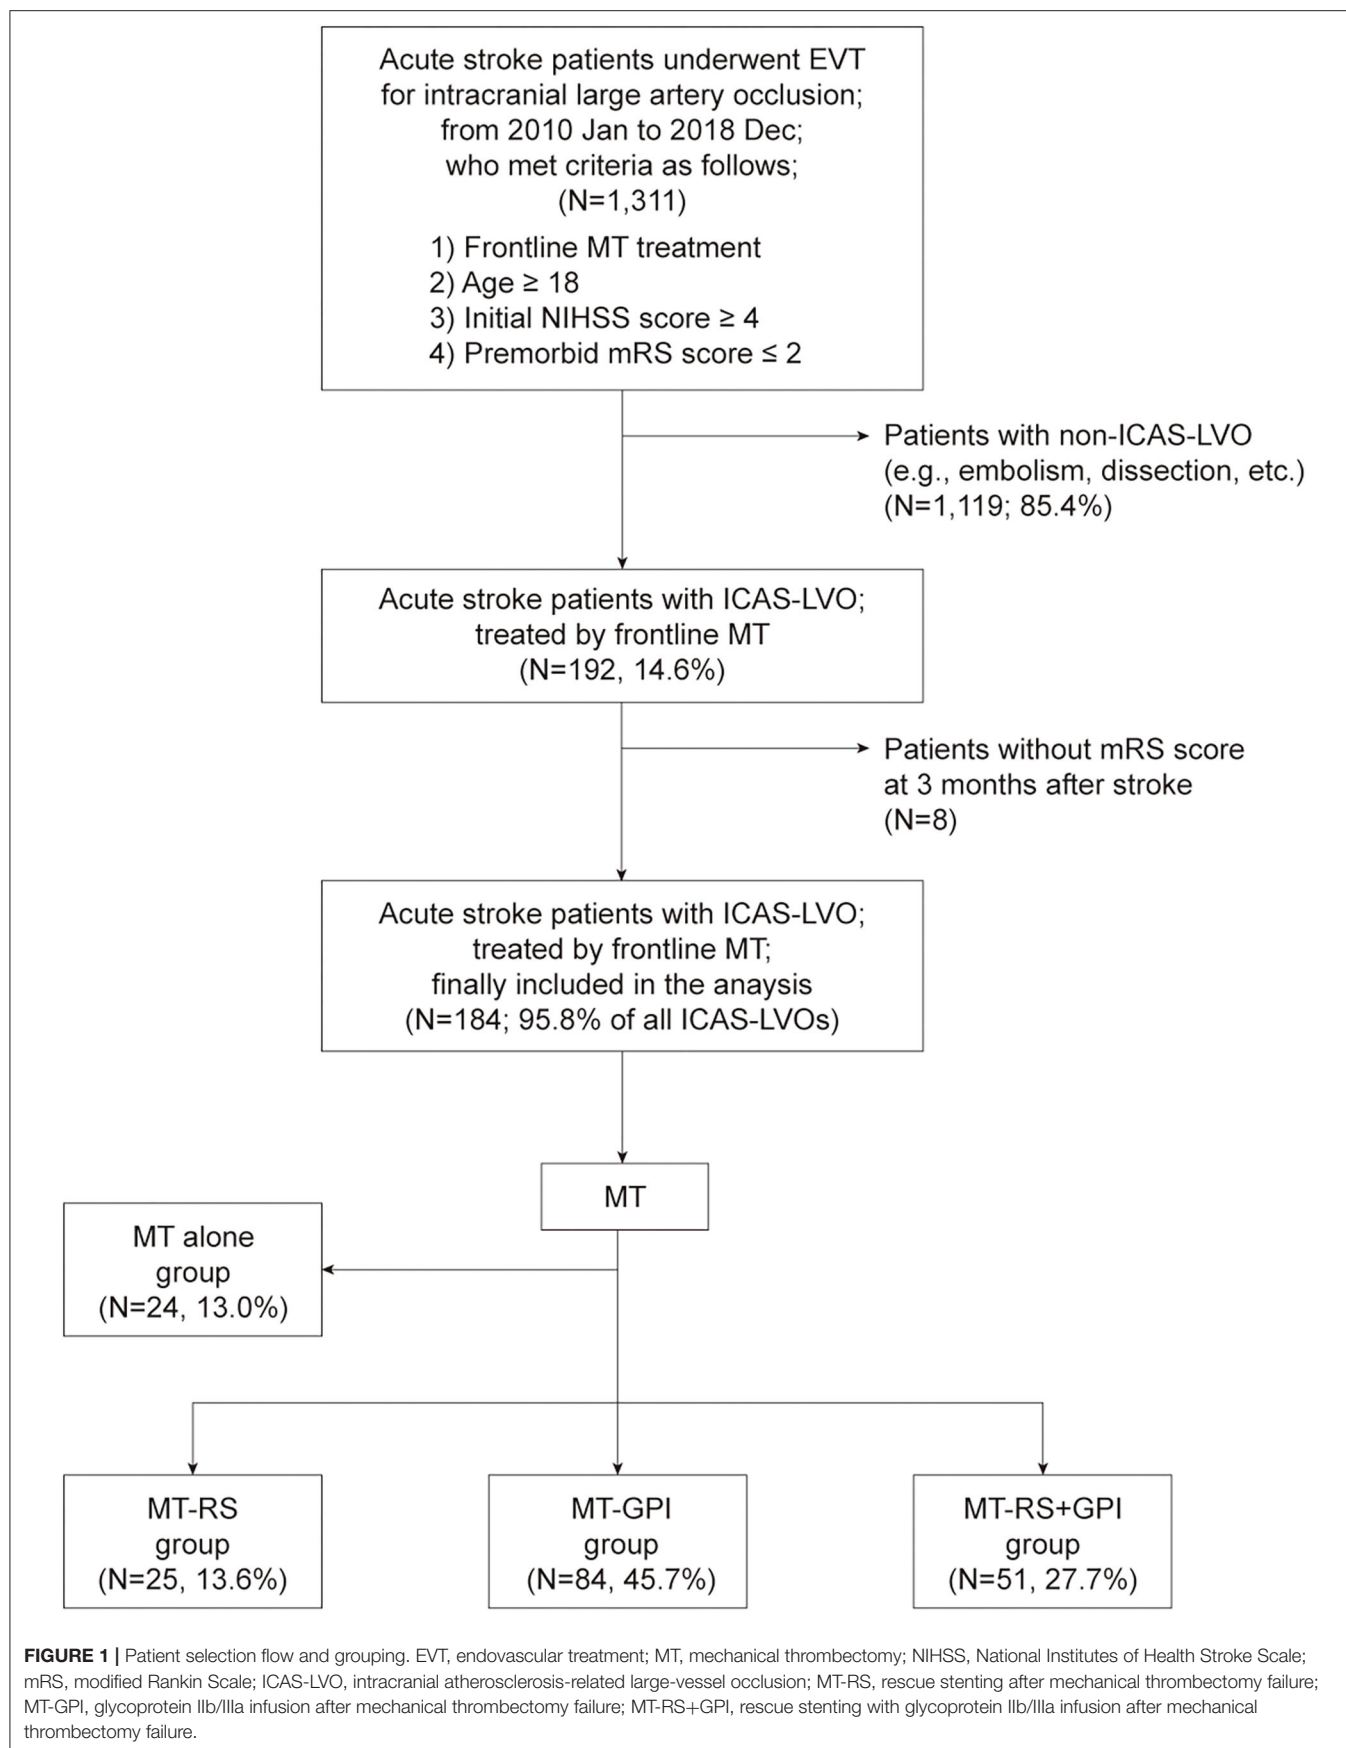 Acute stroke patients underwent EVT
for intracranial large artery occlusion;
from 2010 Jan to 2018 Dec;
who met criteria as follows;
(N=1,311)
1) Frontline MT treatment
2) Age ≥ 18
3) Initial NIHSS score ≥ 4
4) Premorbid mRS score ≤ 2
Patients with non-ICAS-LVO
(e.g., embolism, dissection, etc.)
(N=1,119; 85.4%)
Acute stroke patients with ICAS-LVO;
treated by frontline MT
(N=192, 14.6%)
Patients without mRS score
at 3 months after stroke
(N=8)
Acute stroke patients with ICAS-LVO;
treated by frontline MT;
finally included in the anaysis
(N=184; 95.8% of all ICAS-LVOs)
MT
MT alone
group
(N=24, 13.0%)
MT-RS
group
(N=25, 13.6%)
MT-GPI
group
(N=84, 45.7%)
MT-RS+GPI
group
(N=51, 27.7%)
FIGURE 1 | Patient selection flow and grouping. EVT, endovascular treatment; MT, mechanical thrombectomy; NIHSS, National Institutes of Health Stroke Scale;
mRS, modified Rankin Scale; ICAS-LVO, intracranial atherosclerosis-related large-vessel occlusion; MT-RS, rescue stenting after mechanical thrombectomy failure;
MT-GPI, glycoprotein IIb/IIIa infusion after mechanical thrombectomy failure; MT-RS+GPI, rescue stenting with glycoprotein IIb/IIIa infusion after mechanical
thrombectomy failure.